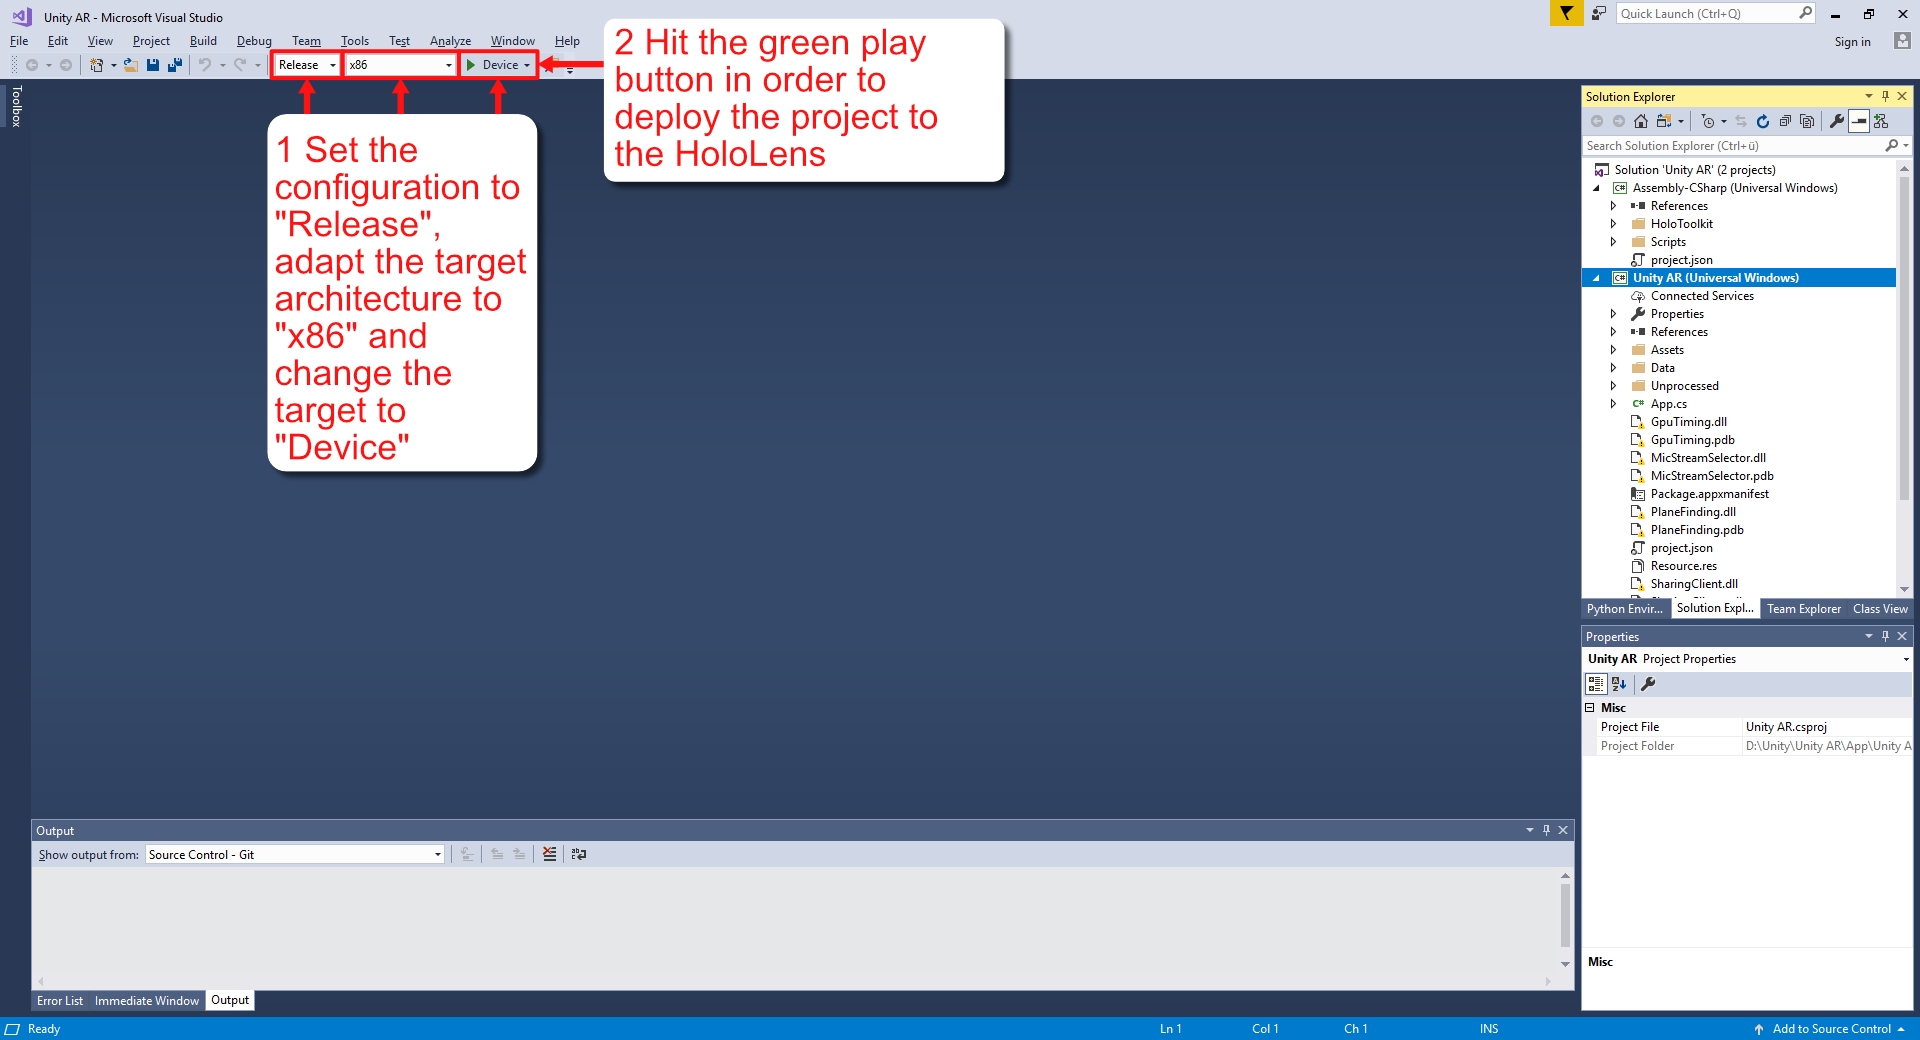 Unity AR - Microsoft Visual Studio
Quick Launch (Ctrl+Q)
File Edit View Project Build Debug Team Tools Test Analyze Window Help
Sign in
Release x86 Device
Toolbox
1 Set the
configuration to
"Release",
adapt the target
architecture to
"x86" and
change the
target to
"Device"
2 Hit the green play
button in order to
deploy the project to
the HoloLens
Solution Explorer
Search Solution Explorer (Ctrl+ü)
Solution 'Unity AR' (2 projects)
C# Assembly-CSharp (Universal Windows)
References
HoloToolkit
Scripts
project.json
C# Unity AR (Universal Windows)
Connected Services
Properties
References
Assets
Data
Unprocessed
C# App.cs
GpuTiming.dll
GpuTiming.pdb
MicStreamSelector.dll
MicStreamSelector.pdb
Package.appxmanifest
PlaneFinding.dll
PlaneFinding.pdb
project.json
Resource.res
SharingClient.dll
Python Envir... Solution Expl... Team Explorer Class View
Properties
Unity AR Project Properties
Misc
Project File Unity AR.csproj
Project Folder D:\Unity\Unity AR\App\Unity A
Misc
Output
Show output from: Source Control - Git
Error List Immediate Window Output
Ready Ln 1 Col 1 Ch 1 INS Add to Source Control